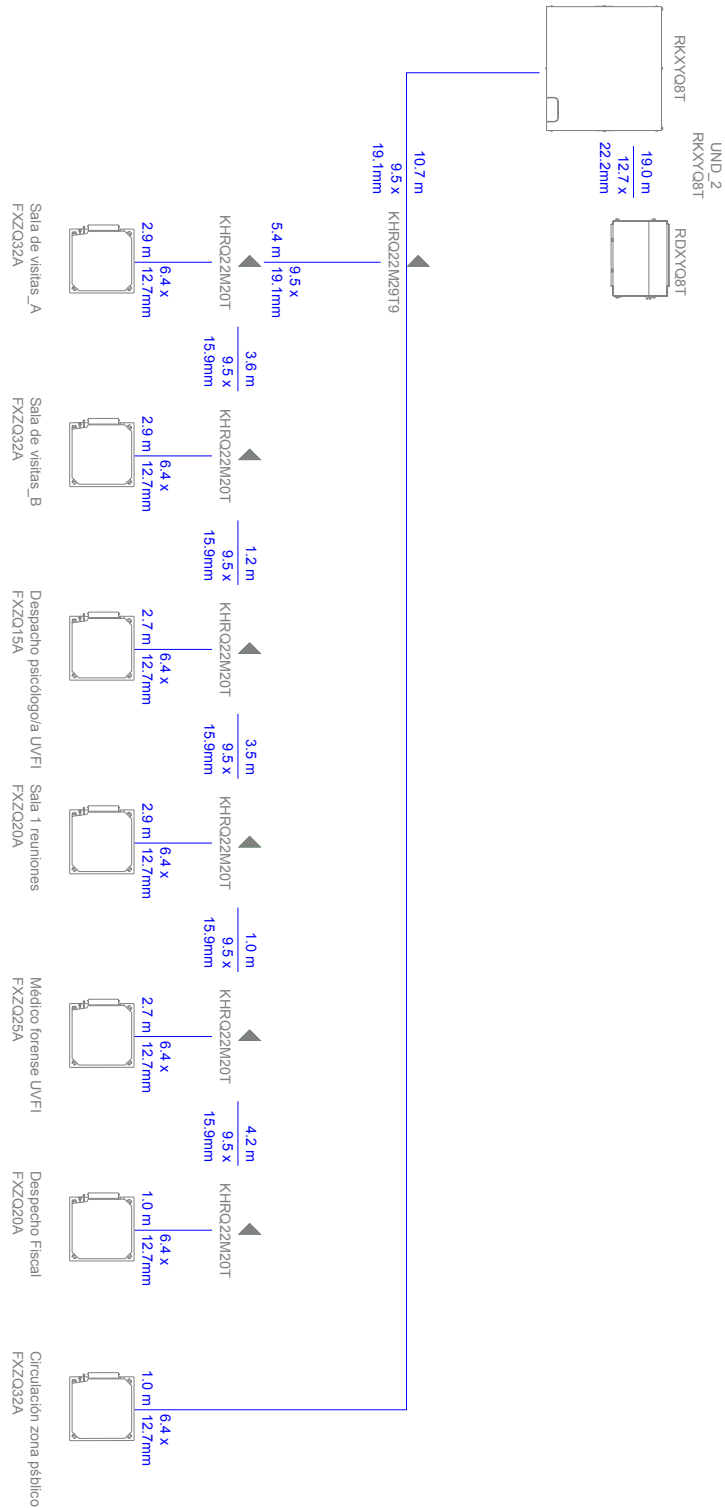 UND_2
RKXYQ8T
RKXYQ8T
RDXYQ8T
19.0 m
12.7 x
22.2mm
10.7 m
9.5 x
19.1mm
KHRQ22M29T9
5.4 m
9.5 x
19.1mm
KHRQ22M20T
3.6 m
9.5 x
15.9mm
KHRQ22M20T
1.2 m
9.5 x
15.9mm
KHRQ22M20T
3.5 m
9.5 x
15.9mm
KHRQ22M20T
1.0 m
9.5 x
15.9mm
KHRQ22M20T
4.2 m
9.5 x
15.9mm
KHRQ22M20T
2.9 m
6.4 x
12.7mm
2.9 m
6.4 x
12.7mm
2.7 m
6.4 x
12.7mm
2.9 m
6.4 x
12.7mm
2.7 m
6.4 x
12.7mm
1.0 m
6.4 x
12.7mm
1.0 m
6.4 x
12.7mm
Sala de visitas_A
FXZQ32A
Sala de visitas_B
FXZQ32A
Despacho psicólogo/a UVFI
FXZQ15A
Sala 1 reuniones
FXZQ20A
Médico forense UVFI
FXZQ25A
Despecho Fiscal
FXZQ20A
Circulación zona pßblico
FXZQ32A